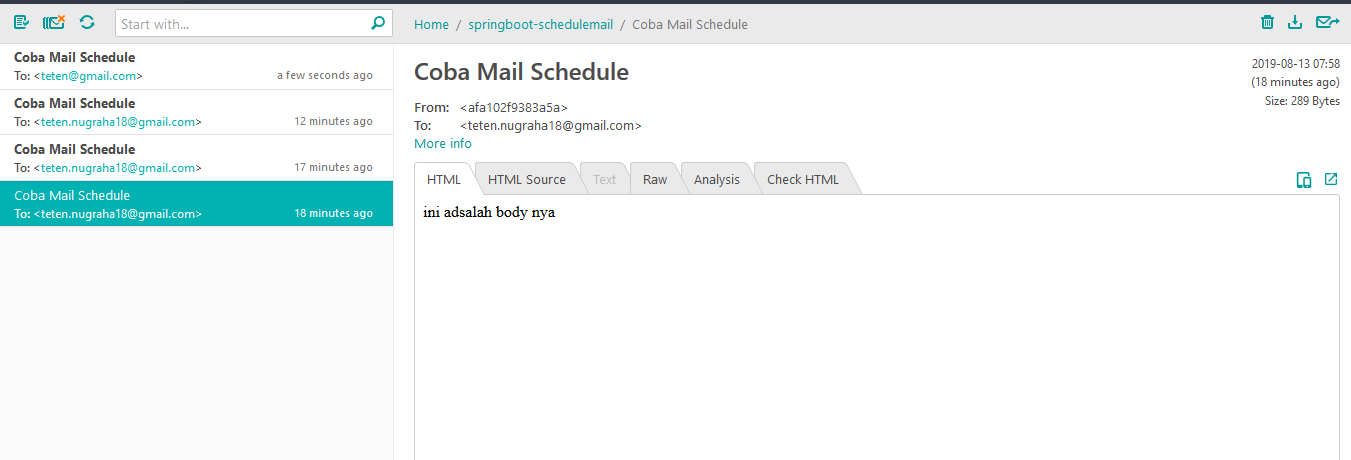 Start with...
Coba Mail Schedule
To: <teten@gmail.com>
a few seconds ago
Coba Mail Schedule
To: <teten.nugraha18@gmail.com>
12 minutes ago
Coba Mail Schedule
To: <teten.nugraha18@gmail.com>
17 minutes ago
Coba Mail Schedule
To: <teten.nugraha18@gmail.com>
18 minutes ago
Home / springboot-schedulemail / Coba Mail Schedule
Coba Mail Schedule
2019-08-13 07:58
(18 minutes ago)
Size: 289 Bytes
From: <afa102f9383a5a>
To: <teten.nugraha18@gmail.com>
More info
HTML HTML Source Text Raw Analysis Check HTML
ini adsalah body nya